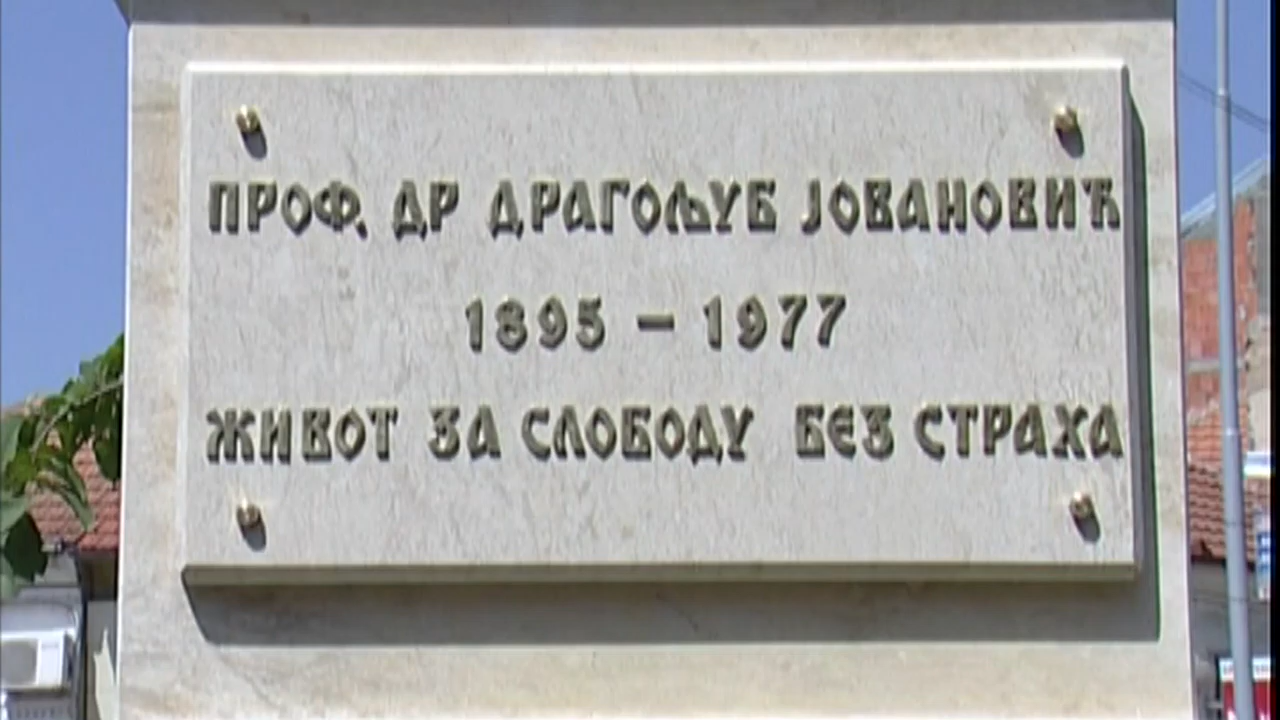 ПРОФ. ДР ДРАГОЉУБ ЈОВАНОВИЋ
1895 – 1977
ЖИВОТ ЗА СЛОБОДУ БЕЗ СТРАХА